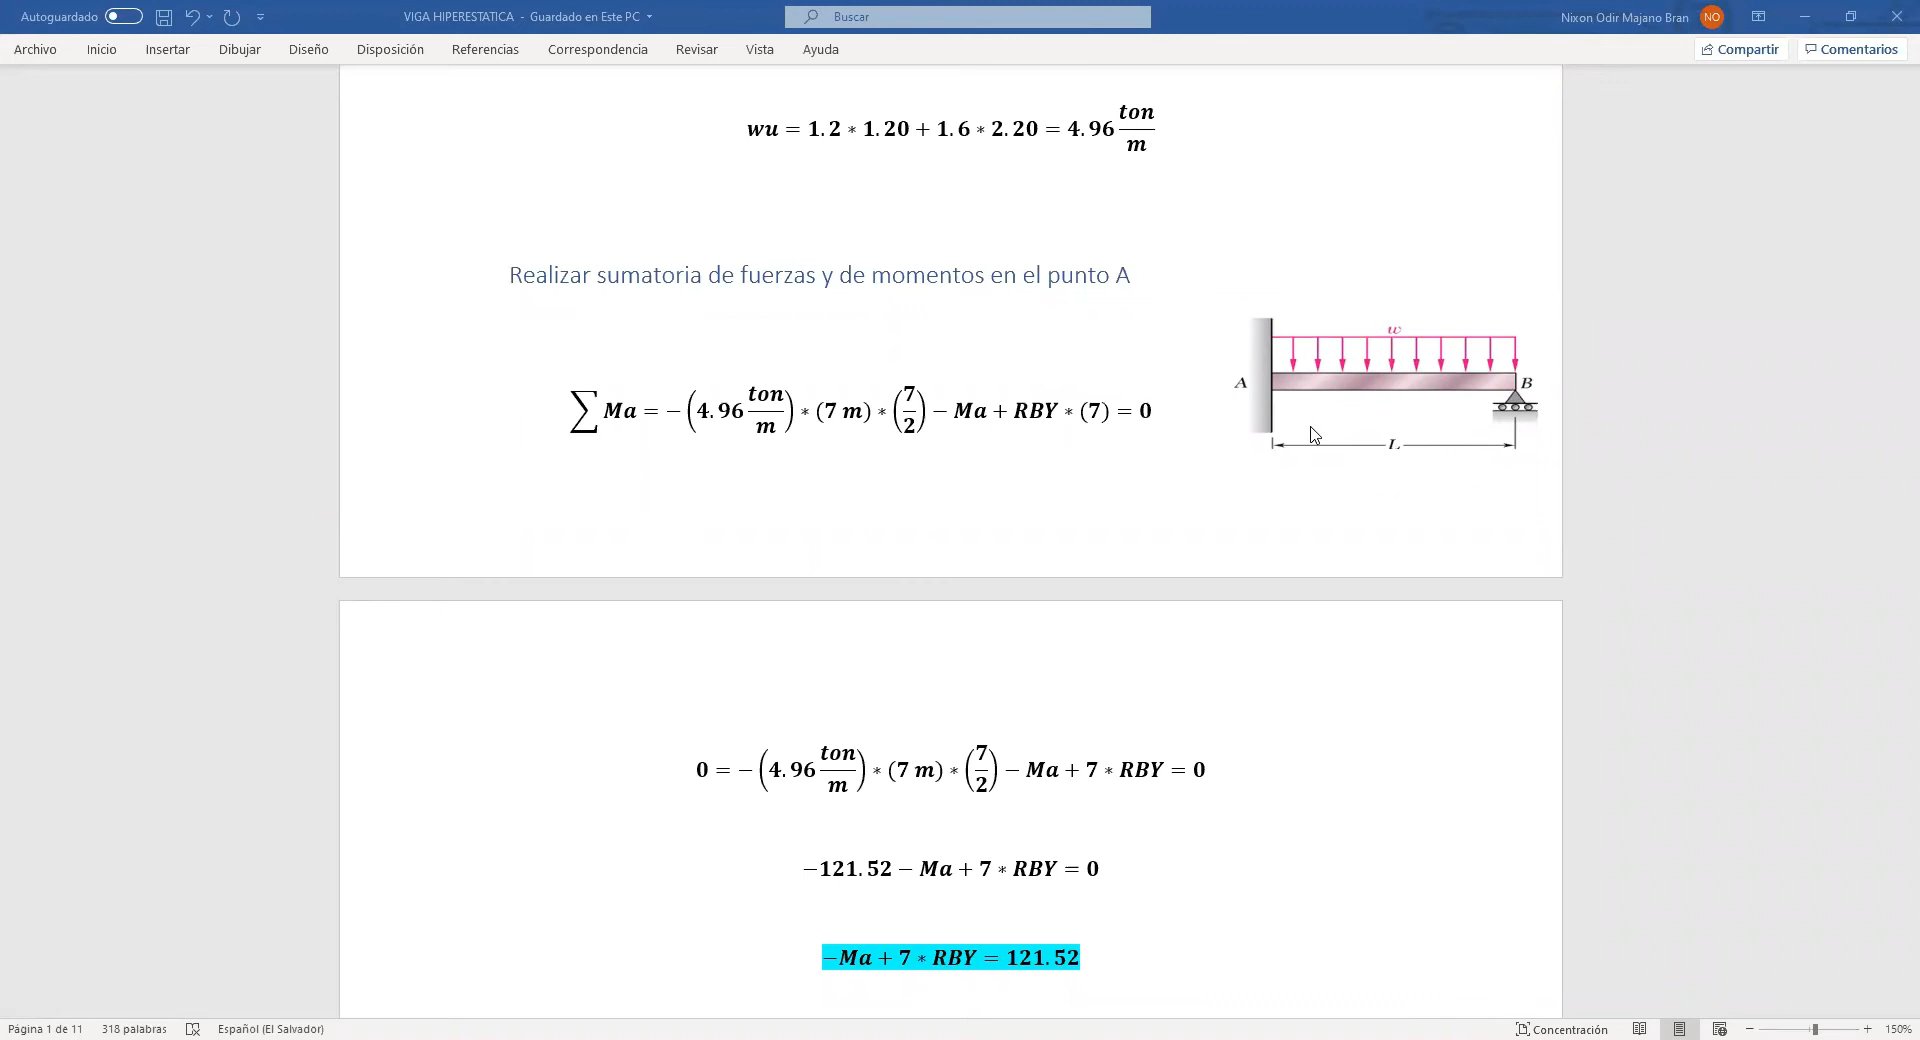 Autoguardado
VIGA HIPERESTATICA - Guardado en Este PC
Buscar
Nixon Odir Majano Bran NO
Archivo Inicio Insertar Dibujar Diseño Disposición Referencias Correspondencia Revisar Vista Ayuda Compartir Comentarios
wu = 1.2 * 1.20 + 1.6 * 2.20 = 4.96 ton/m
Realizar sumatoria de fuerzas y de momentos en el punto A
∑ Ma = −(4.96 ton/m) * (7 m) * (7/2) − Ma + RBY * (7) = 0
w
A
B
L
0 = −(4.96 ton/m) * (7 m) * (7/2) − Ma + 7 * RBY = 0
−121.52 − Ma + 7 * RBY = 0
−Ma + 7 * RBY = 121.52
Página 1 de 11 318 palabras Español (El Salvador) Concentración 150%